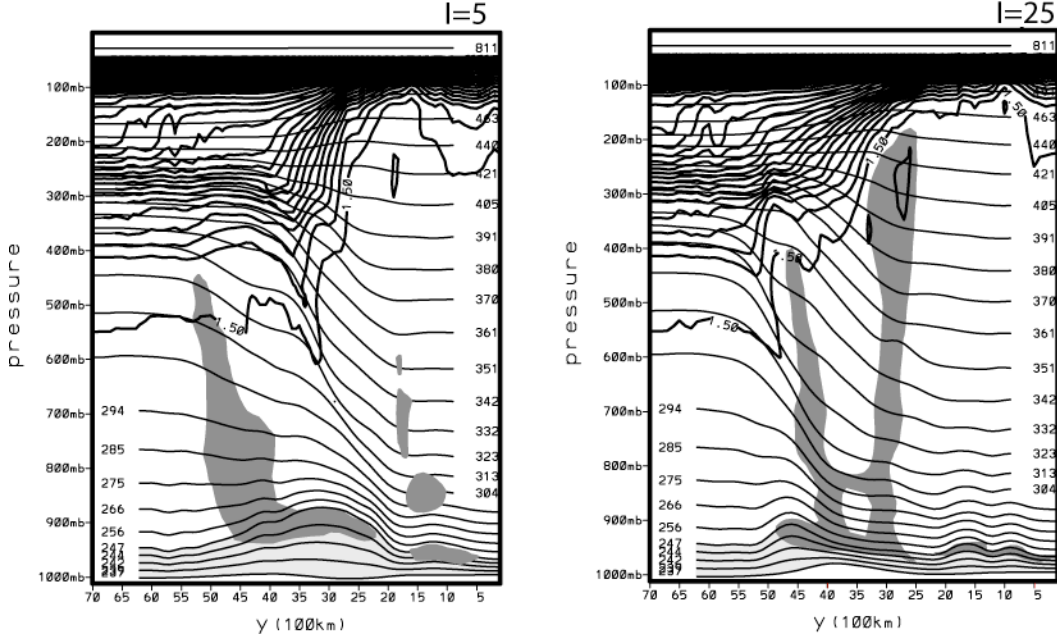 I=5
I=25
811
463
440
421
405
391
380
370
361
351
342
332
323
313
304
294
285
275
266
256
247
1.50
1.50
100mb
200mb
300mb
400mb
500mb
600mb
700mb
800mb
900mb
1000mb
pressure
70 65 60 55 50 45 40 35 30 25 20 15 10 5
y (100km)
811
463
440
421
405
391
380
370
361
351
342
332
323
313
304
294
285
275
266
256
247
1.50
1.50
1.50
1.50
100mb
200mb
300mb
400mb
500mb
600mb
700mb
800mb
900mb
1000mb
pressure
70 65 60 55 50 45 40 35 30 25 20 15 10 5
y (100km)